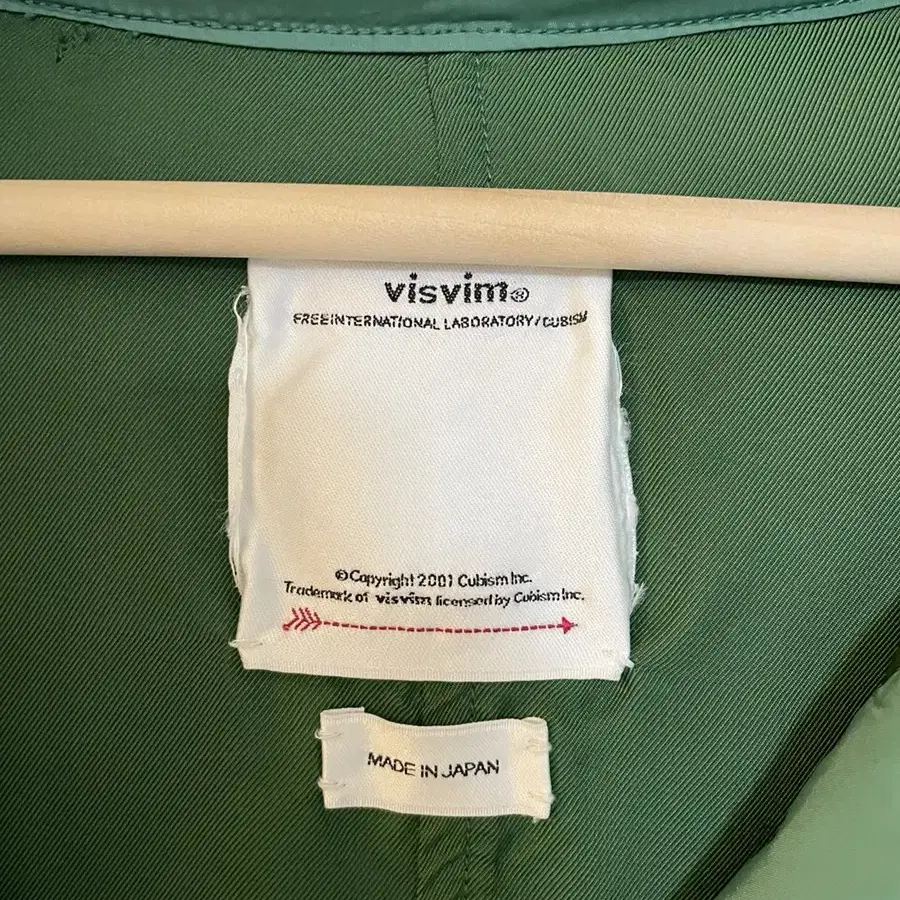 visvim®
FREEINTERNATIONAL LABORATORY/CUBISM
©Copyright 2001 Cubism Inc.
Trademark of visvim licensed by Cubism Inc.
MADE IN JAPAN